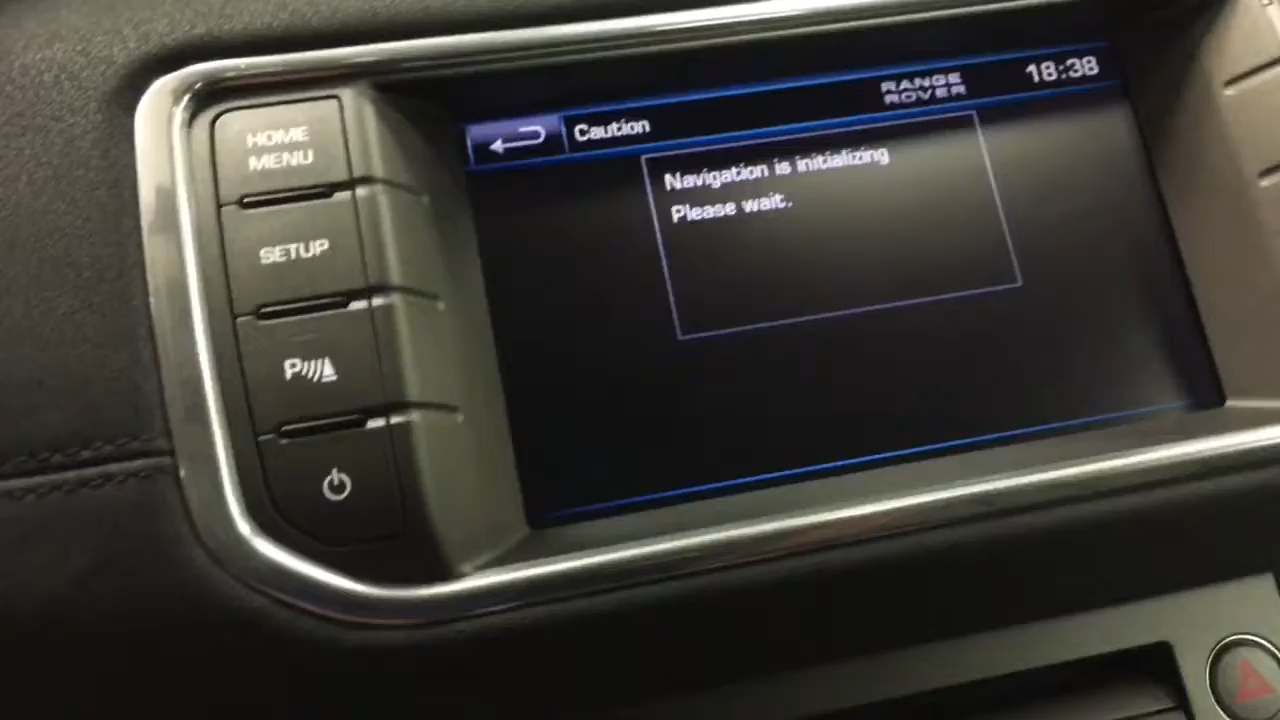 HOME
MENU
SETUP
P
Caution
RANGE
ROVER
18:38
Navigation is initializing
Please wait.